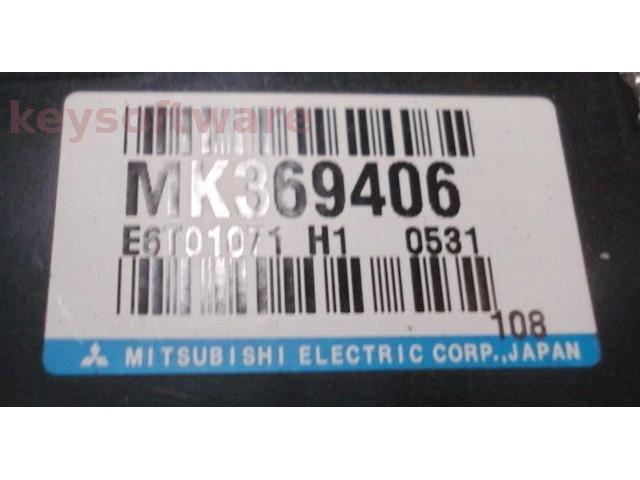 keysoftware
MK369406
E6T01071 H1 0531
108
MITSUBISHI ELECTRIC CORP.,JAPAN